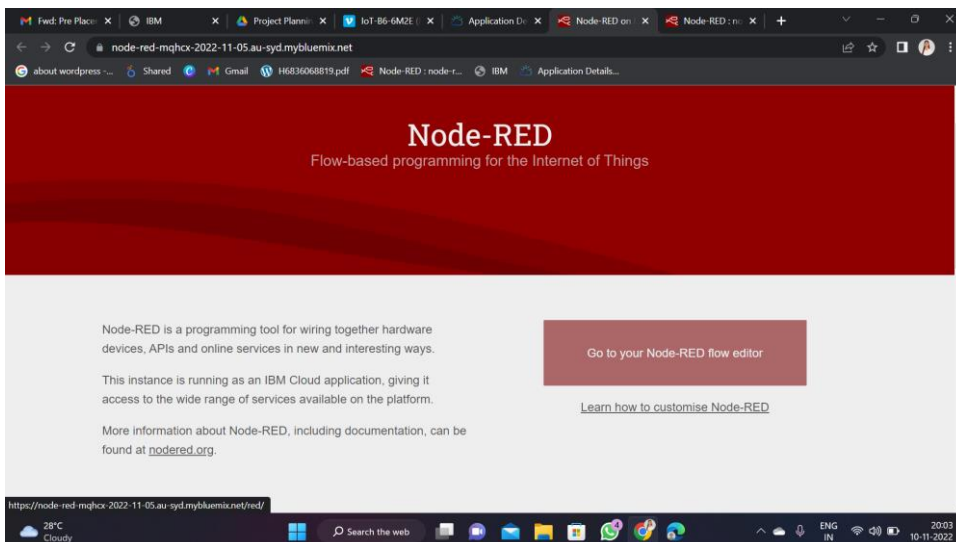 Fwd: Pre Place
IBM
Project Plannin
IoT-B6-6M2E (
Application De
Node-RED on
Node-RED : no
node-red-mqhcx-2022-11-05.au-syd.mybluemix.net
about wordpress -...
Shared
Gmail
H6836068819.pdf
Node-RED : node-r...
IBM
Application Details...
Node-RED
Flow-based programming for the Internet of Things
Node-RED is a programming tool for wiring together hardware
devices, APIs and online services in new and interesting ways.
This instance is running as an IBM Cloud application, giving it
access to the wide range of services available on the platform.
More information about Node-RED, including documentation, can be
found at nodered.org.
Go to your Node-RED flow editor
Learn how to customise Node-RED
https://node-red-mqhcx-2022-11-05.au-syd.mybluemix.net/red/
28°C
Cloudy
Search the web
ENG
IN
20:03
10-11-2022